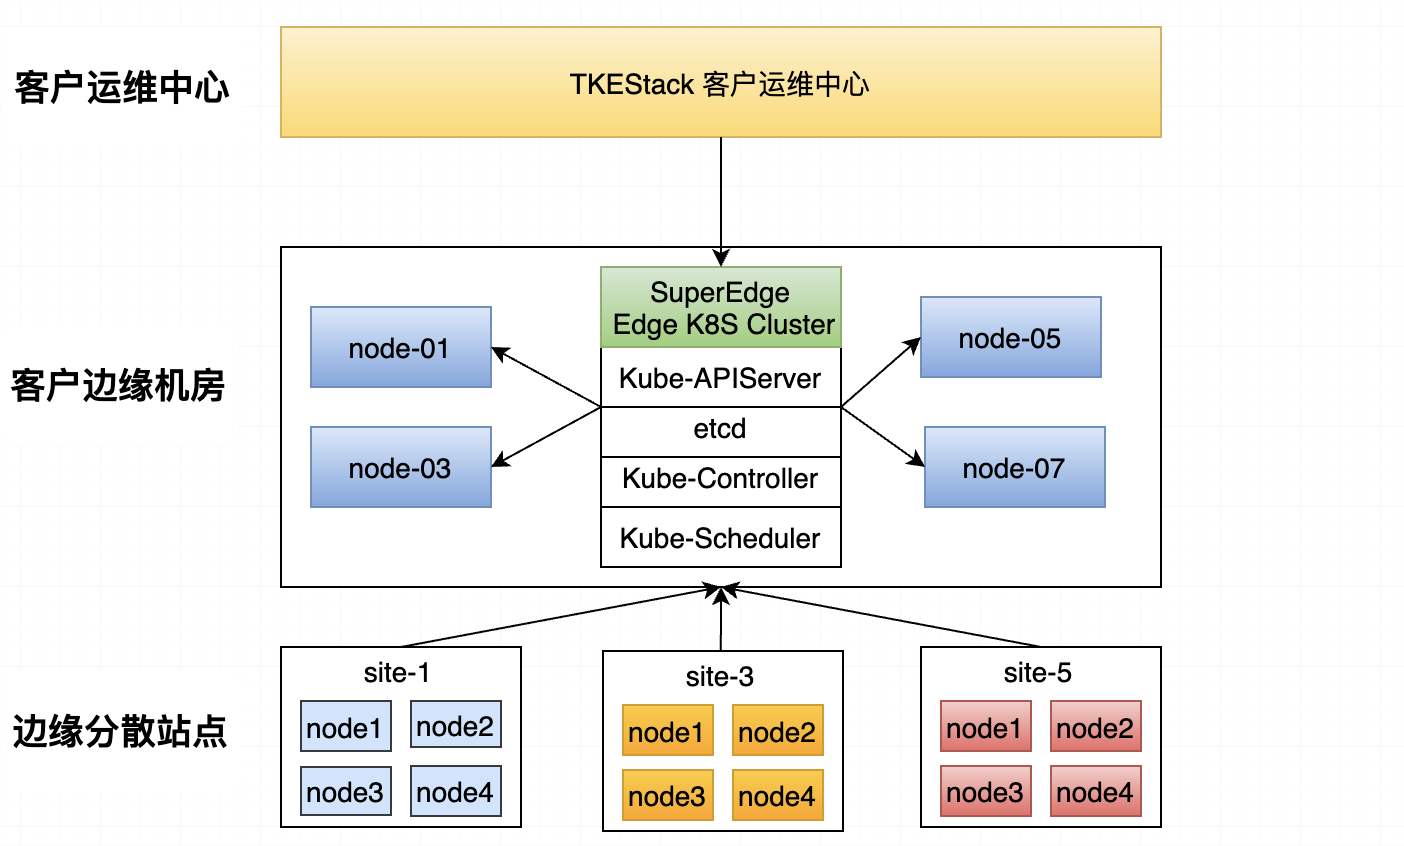 客户运维中心
TKEStack 客户运维中心
客户边缘机房
node-01
node-03
SuperEdge
Edge K8S Cluster
Kube-APIServer
etcd
Kube-Controller
Kube-Scheduler
node-05
node-07
边缘分散站点
site-1
node1
node2
node3
node4
site-3
node1
node2
node3
node4
site-5
node1
node2
node3
node4